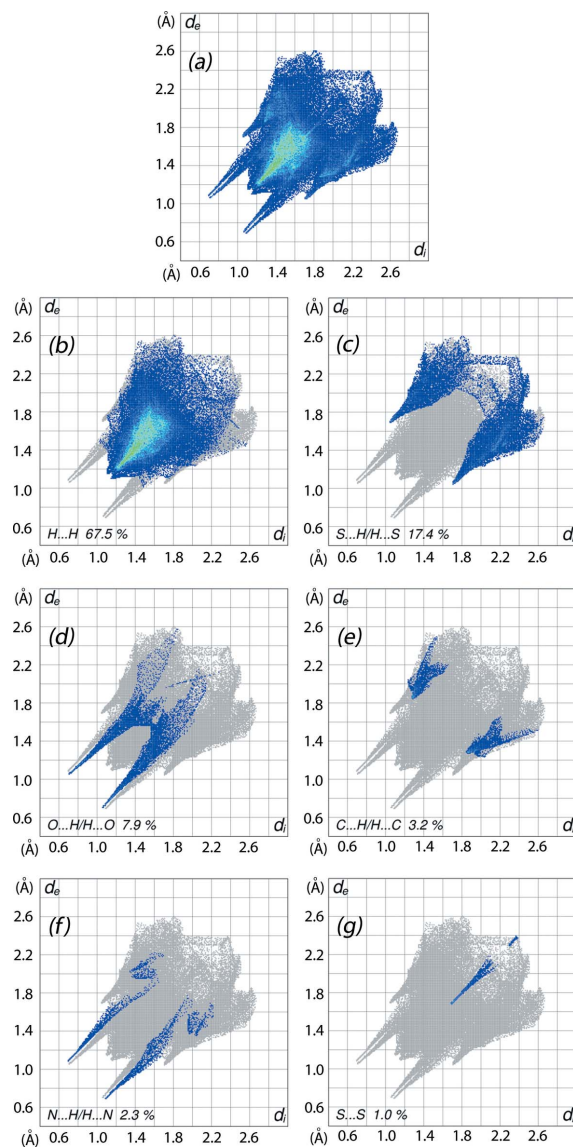 (Å) dₑ
2.6 (a)
2.2
1.8
1.4
1.0
0.6 dᵢ
(Å) 0.6 1.0 1.4 1.8 2.2 2.6
(Å) dₑ (Å) dₑ
2.6 (b) 2.6 (c)
2.2 2.2
1.8 1.8
1.4 1.4
1.0 1.0
0.6 H...H 67.5 % dᵢ 0.6 S...H/H...S 17.4 % dᵢ
(Å) 0.6 1.0 1.4 1.8 2.2 (Å) 0.6 1.0 1.4 1.8 2.2 2.6
(Å) dₑ (Å) dₑ
2.6 (d) 2.6 (e)
2.2 2.2
1.8 1.8
1.4 1.4
1.0 1.0
0.6 O...H/H...O 7.9 % dᵢ 0.6 C...H/H...C 3.2 % dᵢ
(Å) 0.6 1.0 1.4 1.8 2.2 (Å) 0.6 1.0 1.4 1.8 2.2 2.6
(Å) dₑ (Å) dₑ
2.6 (f) 2.6 (g)
2.2 2.2
1.8 1.8
1.4 1.4
1.0 1.0
0.6 N...H/H...N 2.3 % dᵢ 0.6 S...S 1.0 % dᵢ
(Å) 0.6 1.0 1.4 1.8 2.2 (Å) 0.6 1.0 1.4 1.8 2.2 2.6